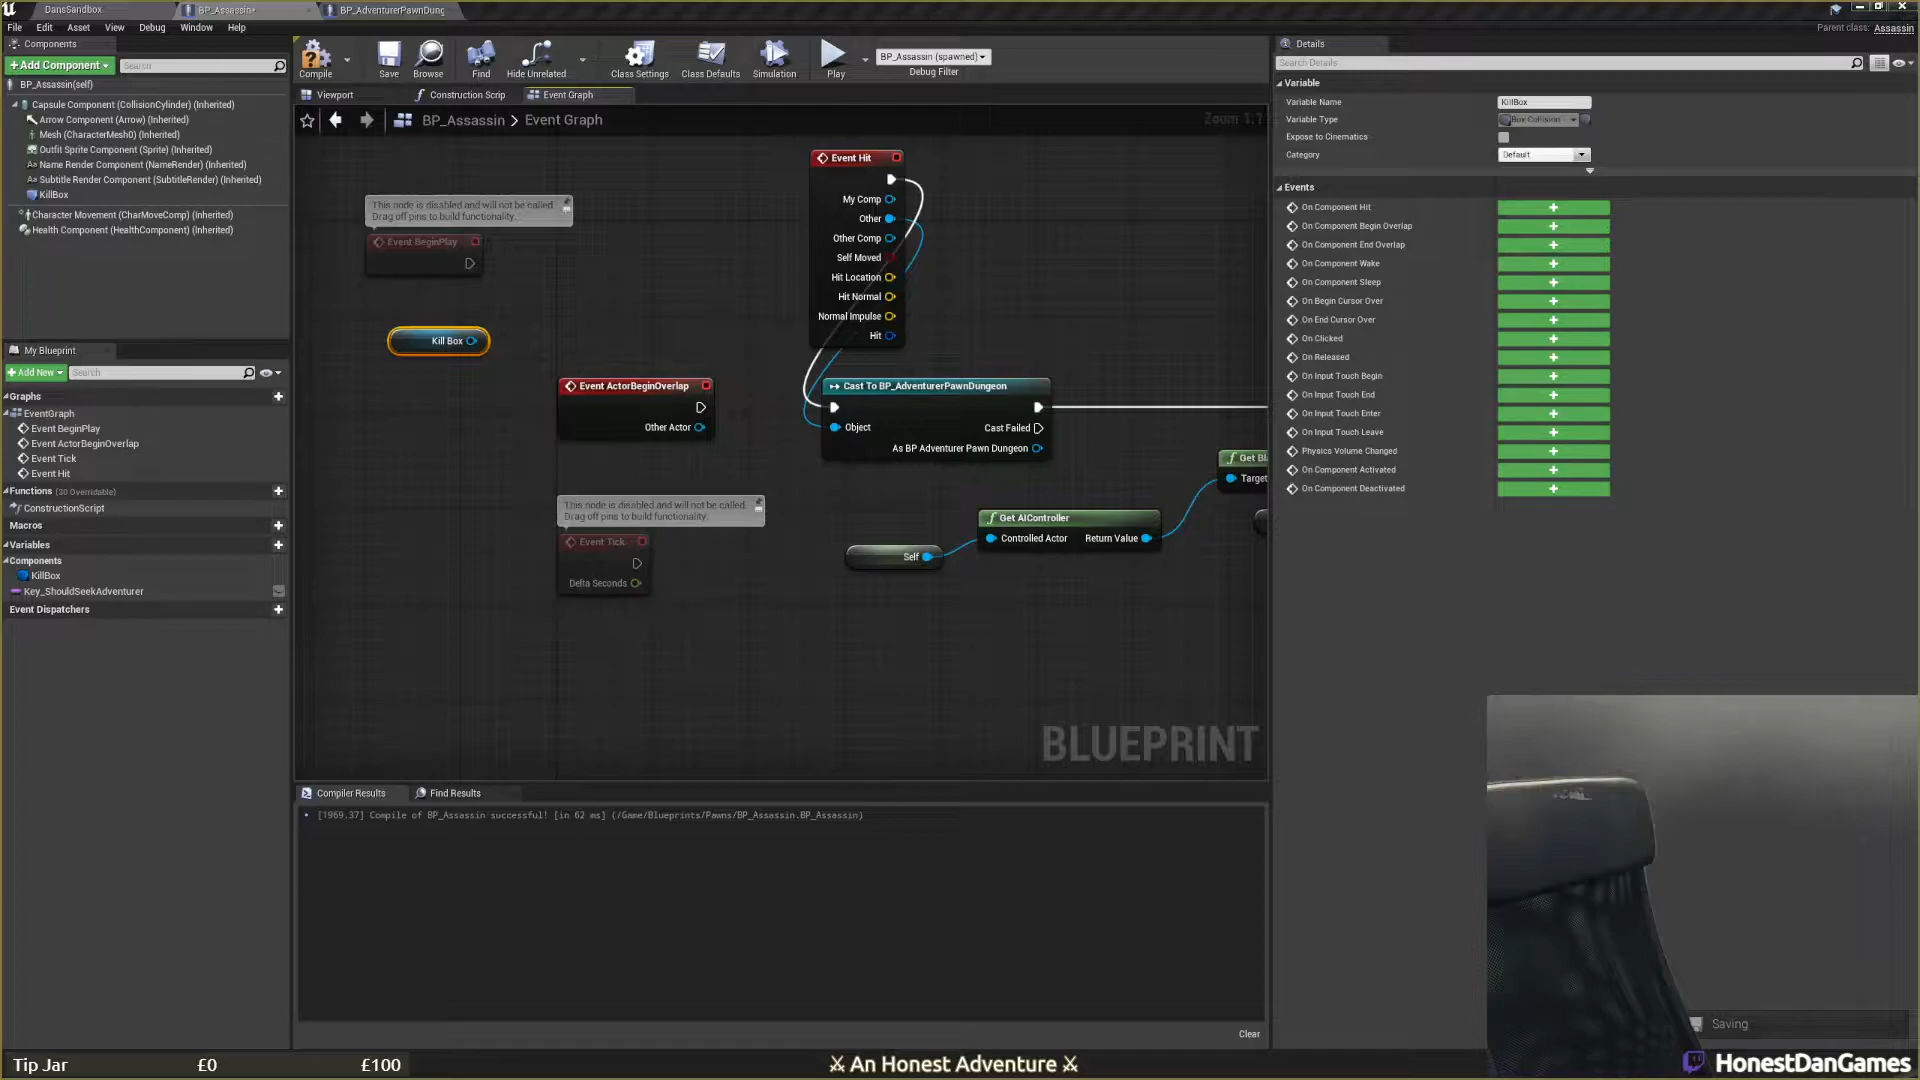 DansSandbox
BP_Assassin*
BP_AdventurerPawnDung
File Edit Asset View Debug Window Help
Parent class: Assassin
Components
+Add Component
Search
BP_Assassin(self)
Capsule Component (CollisionCylinder) (Inherited)
Arrow Component (Arrow) (Inherited)
Mesh (CharacterMesh0) (Inherited)
Outfit Sprite Component (Sprite) (Inherited)
Name Render Component (NameRender) (Inherited)
Subtitle Render Component (SubtitleRender) (Inherited)
KillBox
Character Movement (CharMoveComp) (Inherited)
Health Component (HealthComponent) (Inherited)
My Blueprint
+Add New
Search
Graphs
EventGraph
Event BeginPlay
Event ActorBeginOverlap
Event Tick
Event Hit
Functions (30 Overridable)
ConstructionScript
Macros
Variables
Components
KillBox
Key_ShouldSeekAdventurer
Event Dispatchers
Compile
Save
Browse
Find
Hide Unrelated
Class Settings
Class Defaults
Simulation
Play
BP_Assassin (spawned)
Debug Filter
Viewport
Construction Scrip
Event Graph
BP_Assassin > Event Graph
Zoom 1:1
This node is disabled and will not be called.
Drag off pins to build functionality.
Event BeginPlay
Kill Box
Event Hit
My Comp
Other
Other Comp
Self Moved
Hit Location
Hit Normal
Normal Impulse
Hit
Event ActorBeginOverlap
Other Actor
Cast To BP_AdventurerPawnDungeon
Object
Cast Failed
As BP Adventurer Pawn Dungeon
This node is disabled and will not be called.
Drag off pins to build functionality.
Event Tick
Delta Seconds
Self
Get AIController
Controlled Actor Return Value
Get Bl
Target
BLUEPRINT
Compiler Results
Find Results
[1969.37] Compile of BP_Assassin successful! [in 62 ms] (/Game/Blueprints/Pawns/BP_Assassin.BP_Assassin)
Clear
Details
Search Details
Variable
Variable Name KillBox
Variable Type Box Collision
Expose to Cinematics
Category Default
Events
On Component Hit
On Component Begin Overlap
On Component End Overlap
On Component Wake
On Component Sleep
On Begin Cursor Over
On End Cursor Over
On Clicked
On Released
On Input Touch Begin
On Input Touch End
On Input Touch Enter
On Input Touch Leave
Physics Volume Changed
On Component Activated
On Component Deactivated
Saving
Tip Jar £0 £100
An Honest Adventure
HonestDanGames